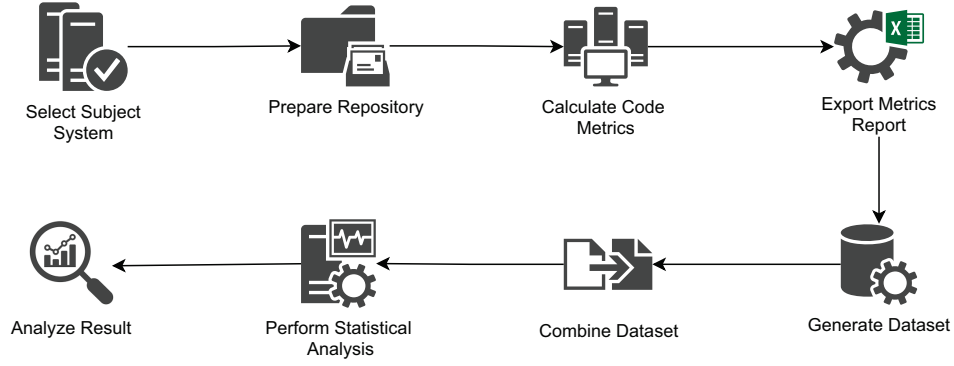 Select Subject
System
Prepare Repository
Calculate Code
Metrics
X
Export Metrics
Report
Analyze Result
Perform Statistical
Analysis
Combine Dataset
Generate Dataset